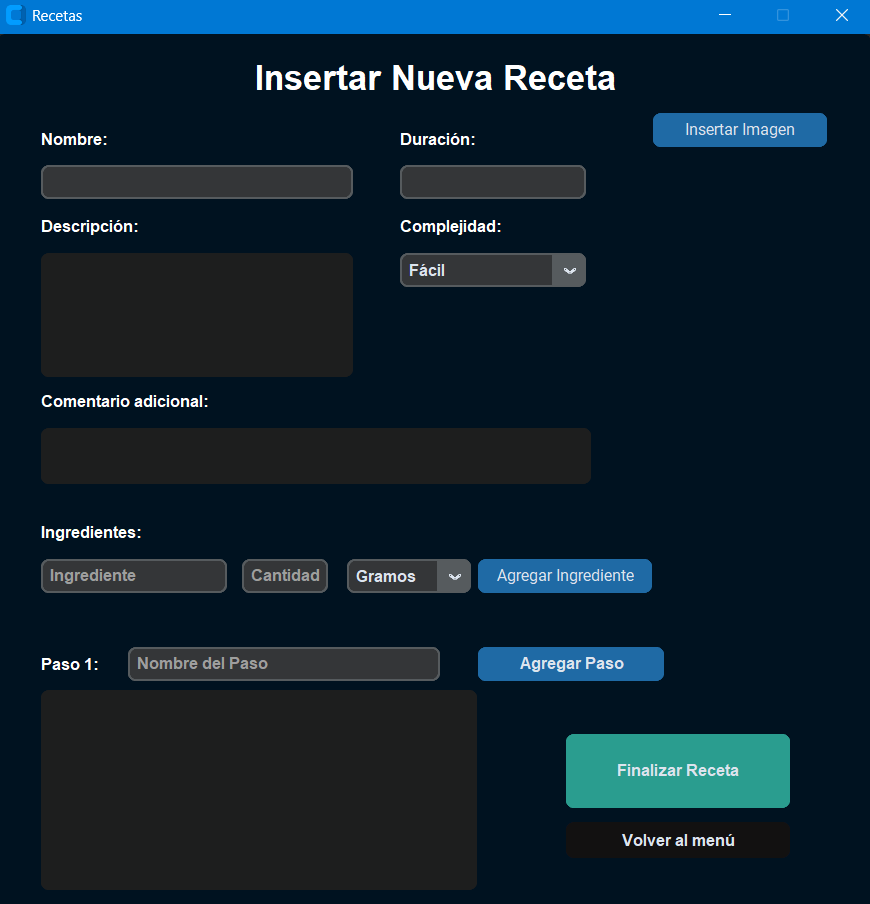 Recetas
Insertar Nueva Receta
Insertar Imagen
Nombre:
Duración:
Descripción:
Complejidad:
Fácil
Comentario adicional:
Ingredientes:
Ingrediente
Cantidad
Gramos
Agregar Ingrediente
Paso 1:
Nombre del Paso
Agregar Paso
Finalizar Receta
Volver al menú